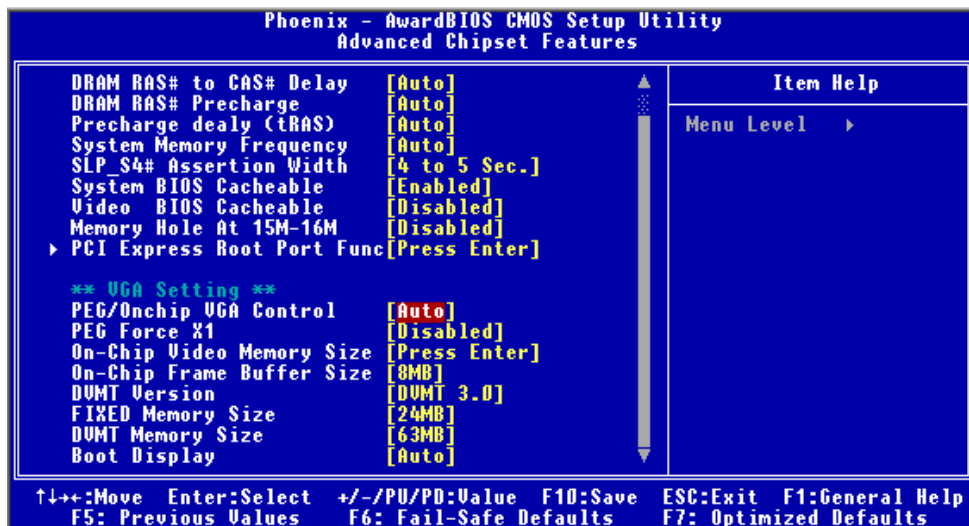 Phoenix - AwardBIOS CMOS Setup Utility
Advanced Chipset Features
DRAM RAS# to CAS# Delay [Auto]
DRAM RAS# Precharge [Auto]
Precharge dealy (tRAS) [Auto]
System Memory Frequency [Auto]
SLP_S4# Assertion Width [4 to 5 Sec.]
System BIOS Cacheable [Enabled]
Video BIOS Cacheable [Disabled]
Memory Hole At 15M-16M [Disabled]
PCI Express Root Port Func[Press Enter]
** VGA Setting **
PEG/Onchip VGA Control [Auto]
PEG Force X1 [Disabled]
On-Chip Video Memory Size [Press Enter]
On-Chip Frame Buffer Size [8MB]
DVMT Version [DVMT 3.0]
FIXED Memory Size [24MB]
DVMT Memory Size [63MB]
Boot Display [Auto]
Item Help
Menu Level
↑↓→←:Move Enter:Select +/-/PU/PD:Value F10:Save ESC:Exit F1:General Help
F5: Previous Values F6: Fail-Safe Defaults F7: Optimized Defaults